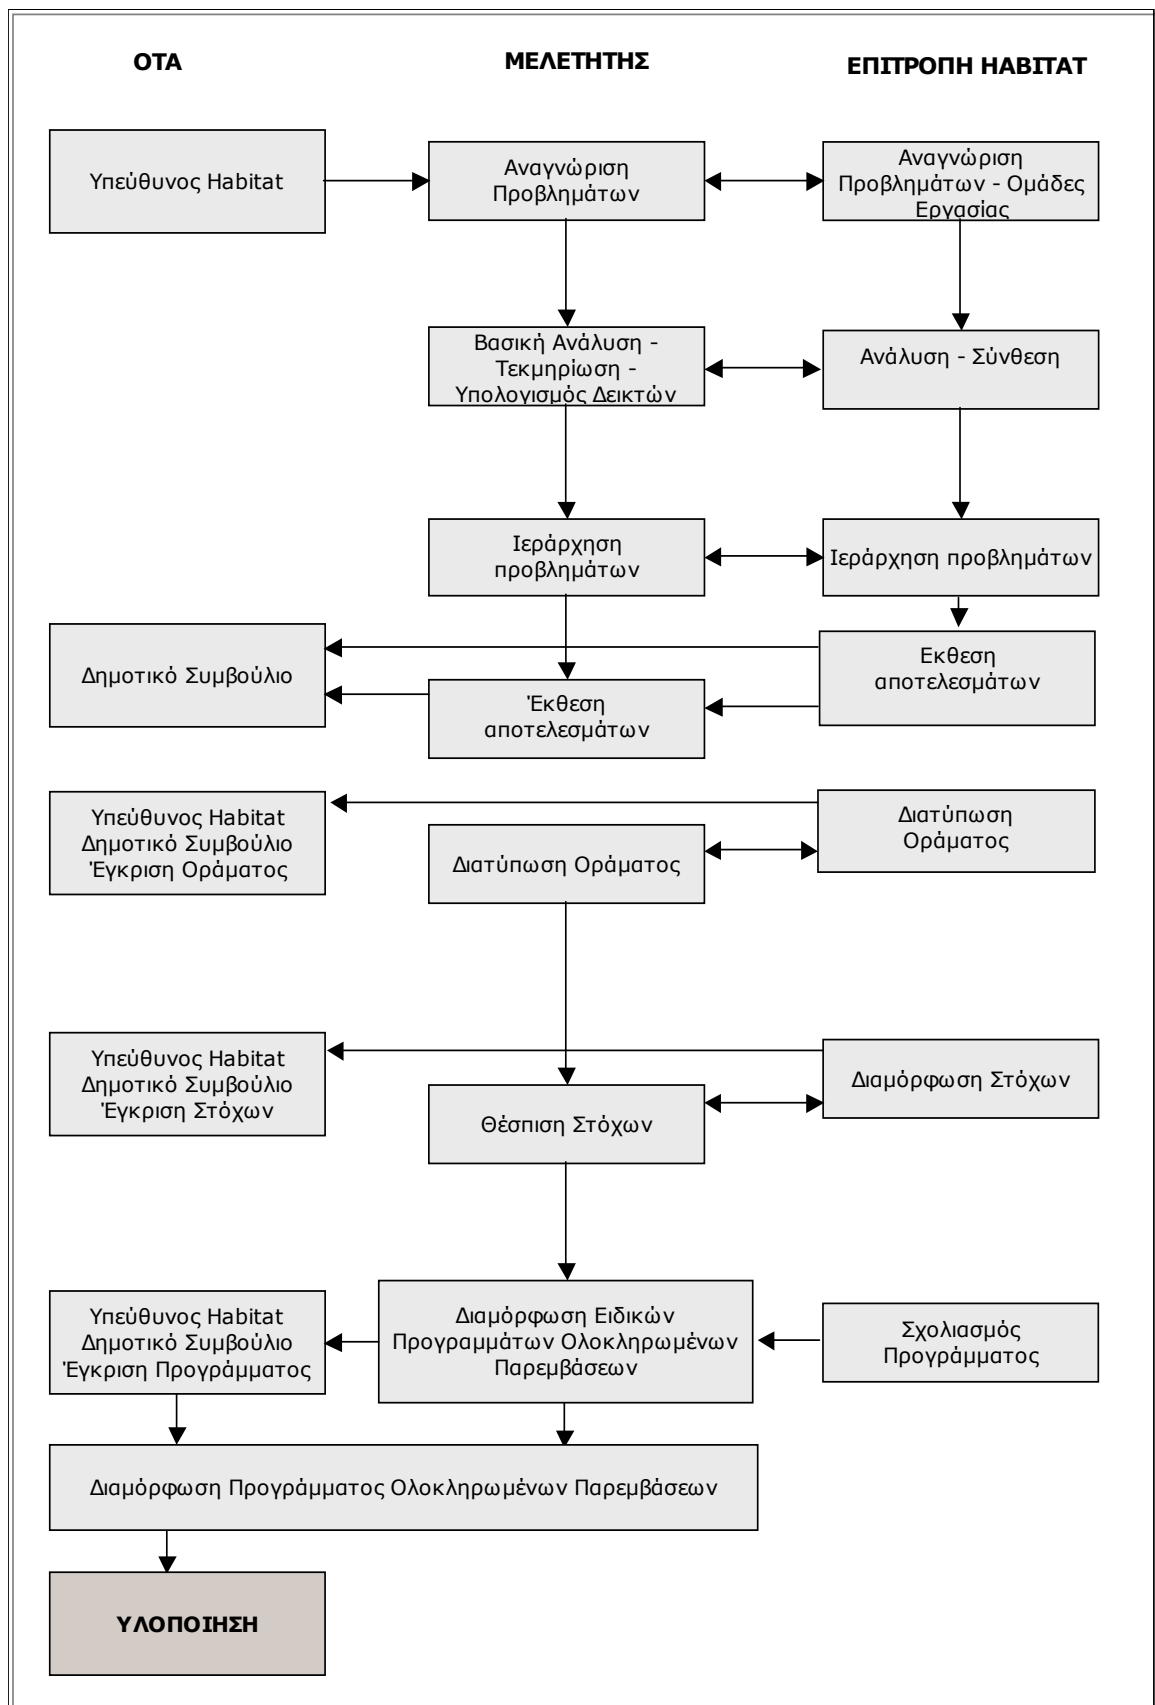 ΟΤΑ
ΜΕΛΕΤΗΤΗΣ
ΕΠΙΤΡΟΠΗ HABITAT
Υπεύθυνος Habitat
Αναγνώριση
Προβλημάτων
Αναγνώριση
Προβλημάτων - Ομάδες
Εργασίας
Βασική Ανάλυση -
Τεκμηρίωση -
Υπολογισμός Δεικτών
Ανάλυση - Σύνθεση
Ιεράρχηση
προβλημάτων
Ιεράρχηση προβλημάτων
Δημοτικό Συμβούλιο
Έκθεση
αποτελεσμάτων
Εκθεση
αποτελεσμάτων
Υπεύθυνος Habitat
Δημοτικό Συμβούλιο
Έγκριση Οράματος
Διατύπωση Οράματος
Διατύπωση
Οράματος
Υπεύθυνος Habitat
Δημοτικό Συμβούλιο
Έγκριση Στόχων
Θέσπιση Στόχων
Διαμόρφωση Στόχων
Υπεύθυνος Habitat
Δημοτικό Συμβούλιο
Έγκριση Προγράμματος
Διαμόρφωση Ειδικών
Προγραμμάτων Ολοκληρωμένων
Παρεμβάσεων
Σχολιασμός
Προγράμματος
Διαμόρφωση Προγράμματος Ολοκληρωμένων Παρεμβάσεων
ΥΛΟΠΟΙΗΣΗ